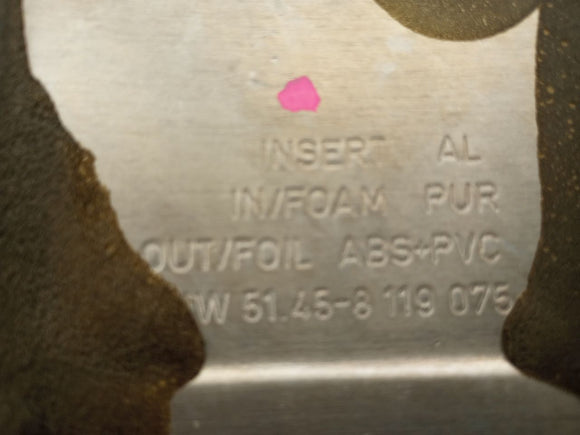 INSERT AL
IN/FOAM PUR
OUT/FOIL ABS+PVC
51.45-8 119 075